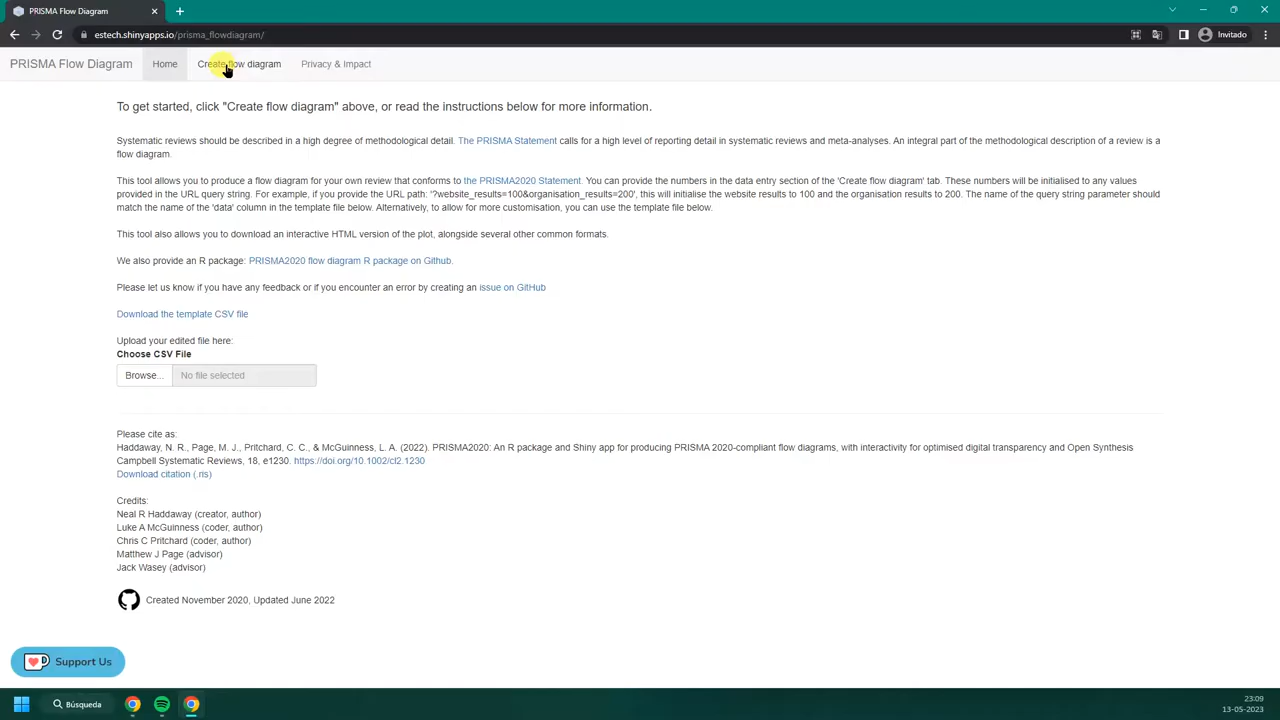 PRISMA Flow Diagram
estech.shinyapps.io/prisma_flowdiagram/
Invitado
PRISMA Flow Diagram Home Create flow diagram Privacy & Impact
To get started, click "Create flow diagram" above, or read the instructions below for more information.
Systematic reviews should be described in a high degree of methodological detail. The PRISMA Statement calls for a high level of reporting detail in systematic reviews and meta-analyses. An integral part of the methodological description of a review is a
flow diagram.
This tool allows you to produce a flow diagram for your own review that conforms to the PRISMA2020 Statement. You can provide the numbers in the data entry section of the 'Create flow diagram' tab. These numbers will be initialised to any values
provided in the URL query string. For example, if you provide the URL path: '?website_results=100&organisation_results=200', this will initialise the website results to 100 and the organisation results to 200. The name of the query string parameter should
match the name of the 'data' column in the template file below. Alternatively, to allow for more customisation, you can use the template file below.
This tool also allows you to download an interactive HTML version of the plot, alongside several other common formats.
We also provide an R package: PRISMA2020 flow diagram R package on Github.
Please let us know if you have any feedback or if you encounter an error by creating an issue on GitHub
Download the template CSV file
Upload your edited file here:
Choose CSV File
Browse... No file selected
Please cite as:
Haddaway, N. R., Page, M. J., Pritchard, C. C., & McGuinness, L. A. (2022). PRISMA2020: An R package and Shiny app for producing PRISMA 2020-compliant flow diagrams, with interactivity for optimised digital transparency and Open Synthesis
Campbell Systematic Reviews, 18, e1230. https://doi.org/10.1002/cl2.1230
Download citation (.ris)
Credits:
Neal R Haddaway (creator, author)
Luke A McGuinness (coder, author)
Chris C Pritchard (coder, author)
Matthew J Page (advisor)
Jack Wasey (advisor)
Created November 2020, Updated June 2022
Support Us
Búsqueda
23:09
13-05-2023